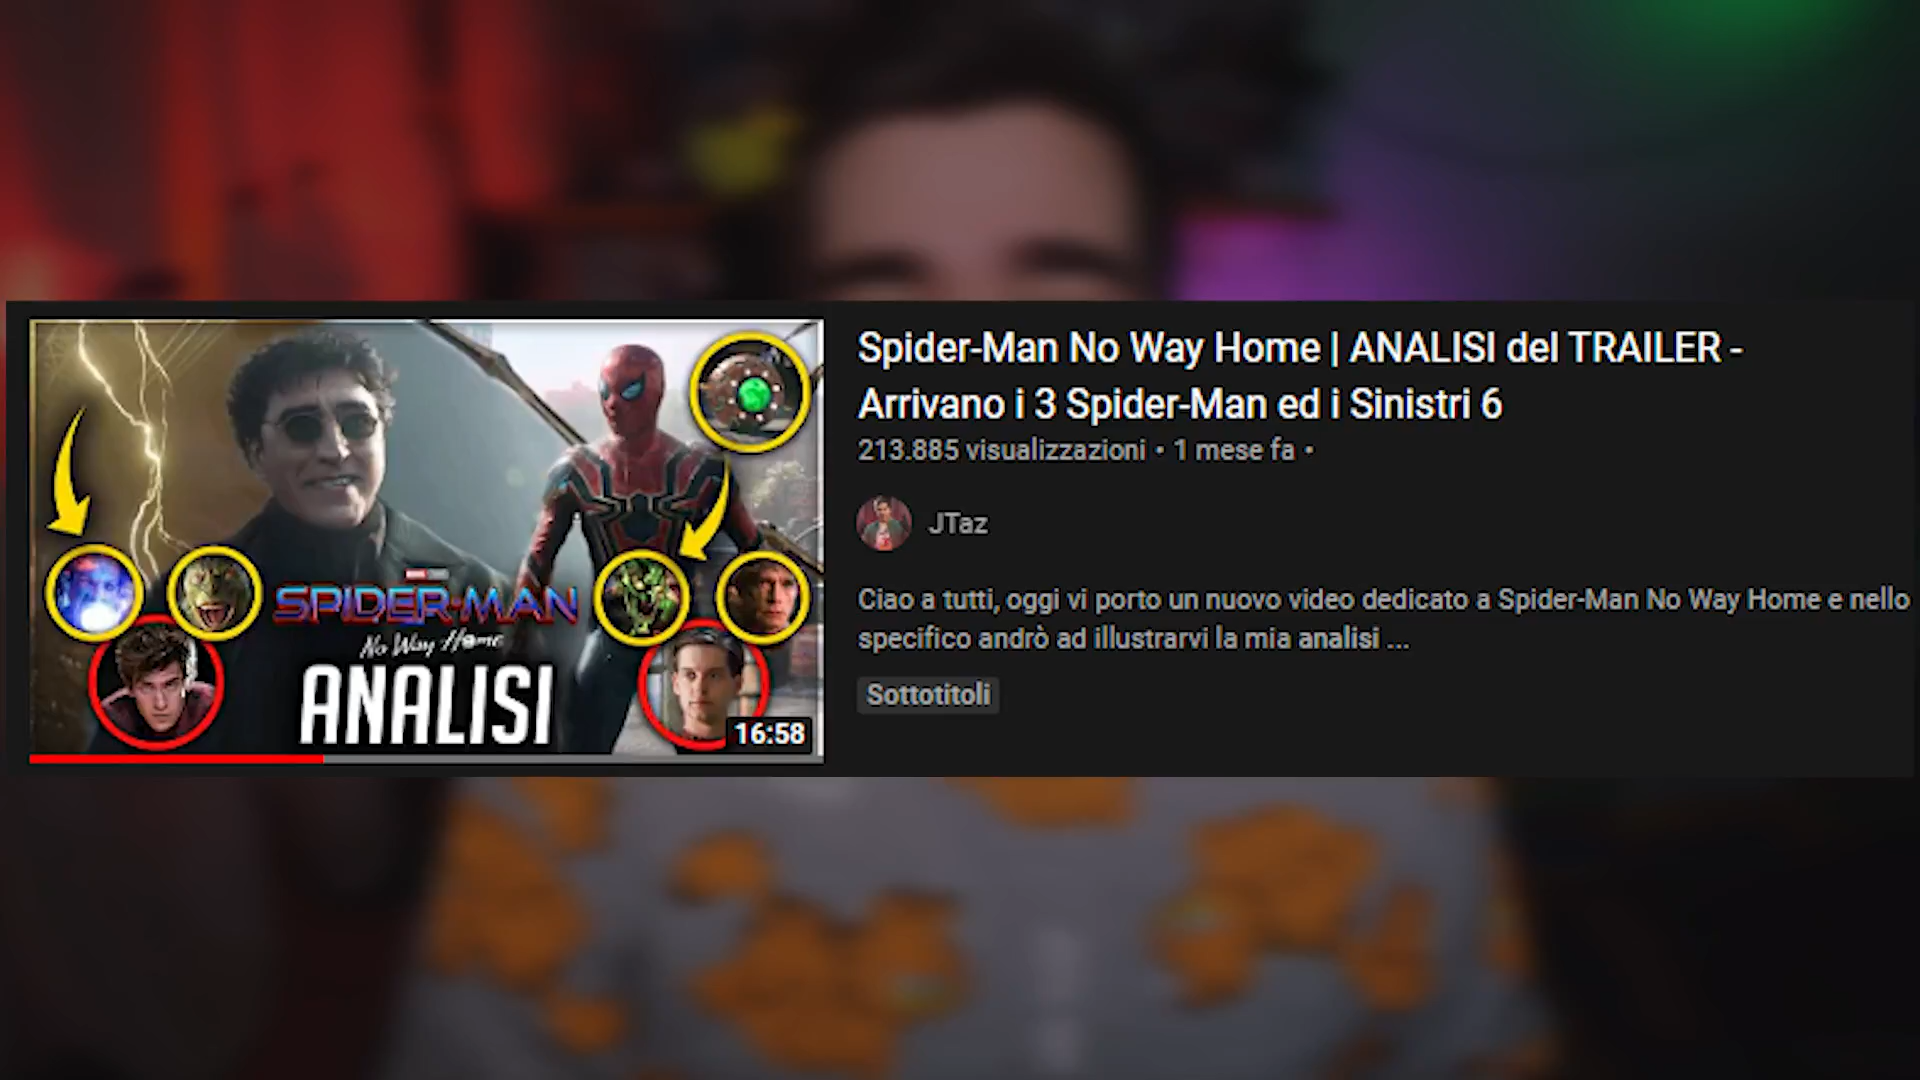 Spider-Man No Way Home | ANALISI del TRAILER -
Arrivano i 3 Spider-Man ed i Sinistri 6
213.885 visualizzazioni • 1 mese fa •
JTaz
Ciao a tutti, oggi vi porto un nuovo video dedicato a Spider-Man No Way Home e nello
specifico andrò ad illustrarvi la mia analisi ...
Sottotitoli
SPIDER-MAN
No Way Home
ANALISI
16:58